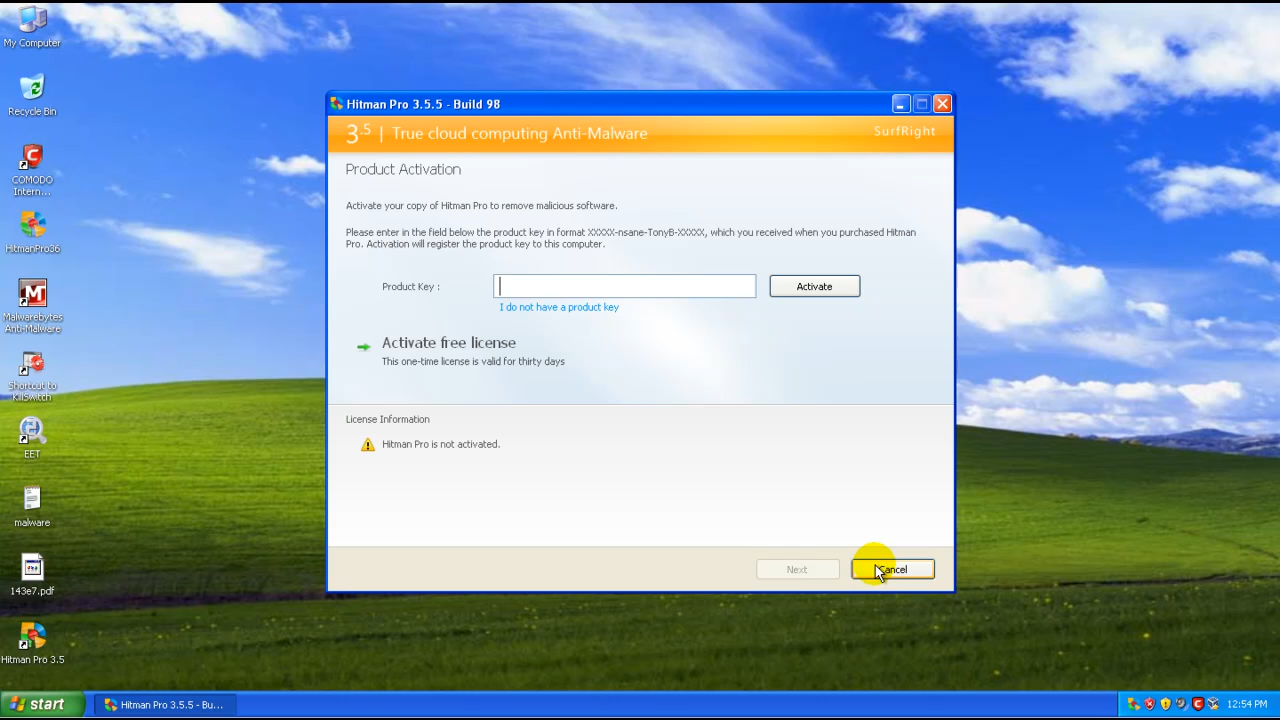 My Computer
Recycle Bin
COMODO
Intern...
HitmanPro36
Malwarebytes
Anti-Malware
Shortcut to
KillSwitch
EET
malware
143e7.pdf
Hitman Pro 3.5
Hitman Pro 3.5.5 - Build 98
3.5 | True cloud computing Anti-Malware
SurfRight
Product Activation
Activate your copy of Hitman Pro to remove malicious software.
Please enter in the field below the product key in format XXXXX-nsane-TonyB-XXXXX, which you received when you purchased Hitman
Pro. Activation will register the product key to this computer.
Product Key :
Activate
I do not have a product key
Activate free license
This one-time license is valid for thirty days
License Information
Hitman Pro is not activated.
Next
Cancel
start
Hitman Pro 3.5.5 - Bu...
12:54 PM